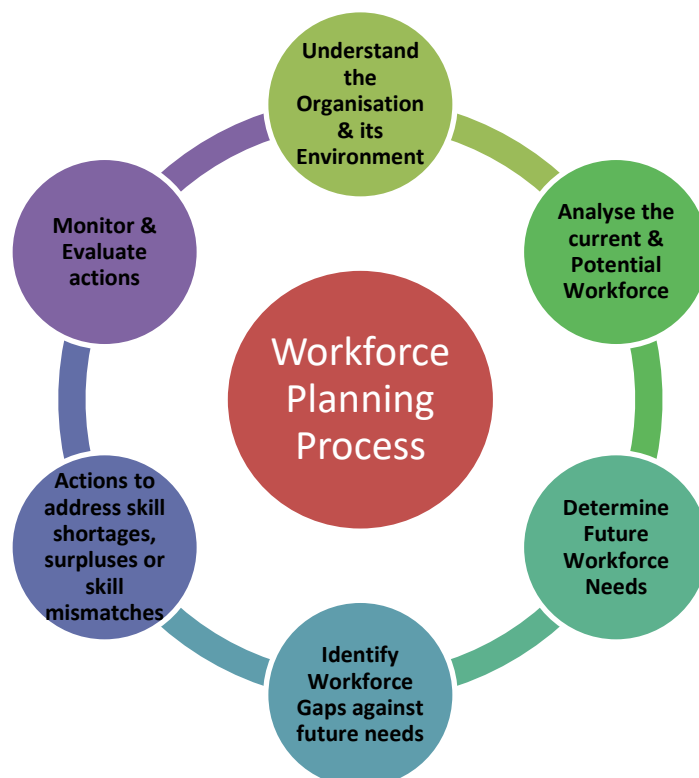 Understand
the
Organisation
& its
Environment
Analyse the
current &
Potential
Workforce
Determine
Future
Workforce
Needs
Identify
Workforce
Gaps against
future needs
Actions to
address skill
shortages,
surpluses or
skill
mismatches
Monitor &
Evaluate
actions
Workforce
Planning
Process